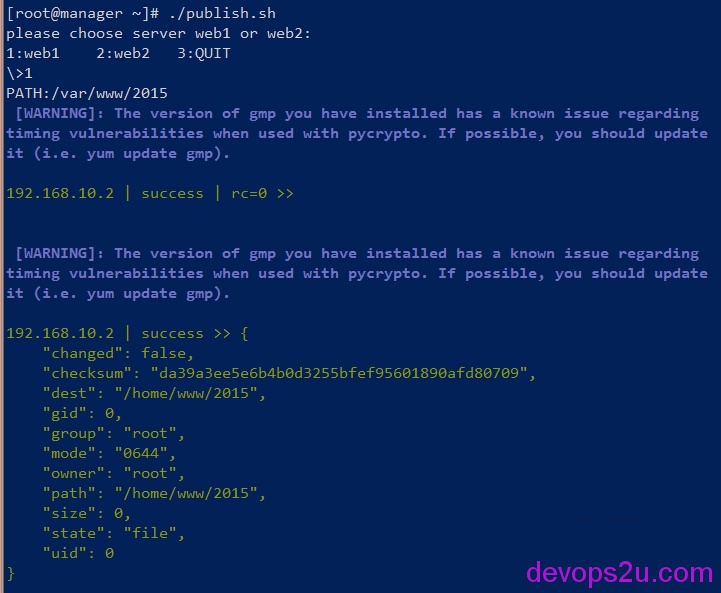 [root@manager ~]# ./publish.sh
please choose server web1 or web2:
1:web1    2:web2   3:QUIT
\>1
PATH:/var/www/2015
 [WARNING]: The version of gmp you have installed has a known issue regarding
timing vulnerabilities when used with pycrypto. If possible, you should update
it (i.e. yum update gmp).
192.168.10.2 | success | rc=0 >>
 [WARNING]: The version of gmp you have installed has a known issue regarding
timing vulnerabilities when used with pycrypto. If possible, you should update
it (i.e. yum update gmp).
192.168.10.2 | success >> {
    "changed": false,
    "checksum": "da39a3ee5e6b4b0d3255bfef95601890afd80709",
    "dest": "/home/www/2015",
    "gid": 0,
    "group": "root",
    "mode": "0644",
    "owner": "root",
    "path": "/home/www/2015",
    "size": 0,
    "state": "file",
    "uid": 0
}
devops2u.com